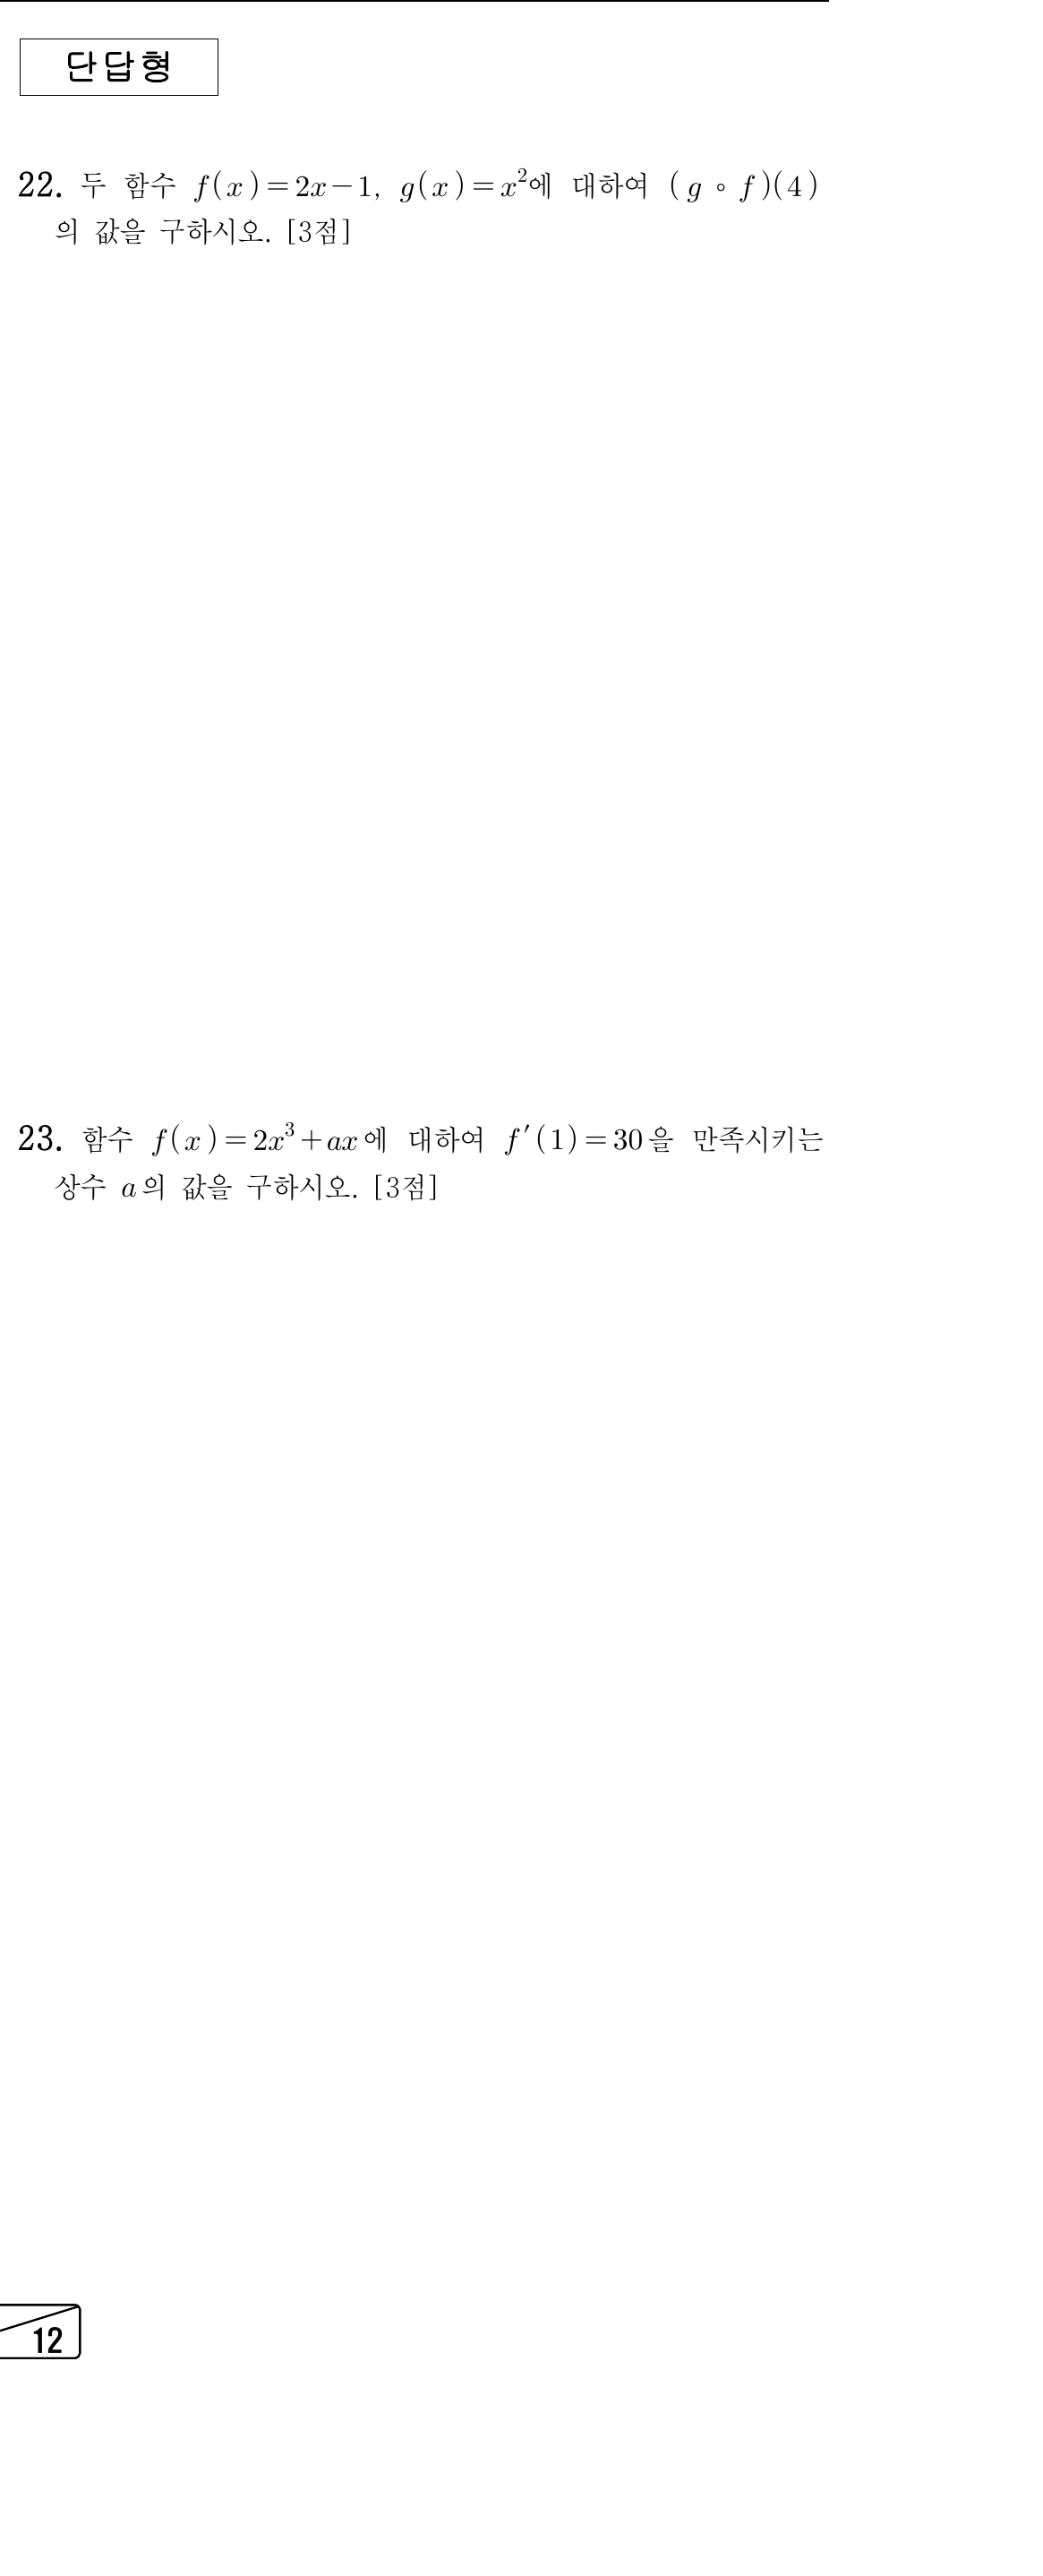 단답형
22. 두 함수 f(x)=2x-1, g(x)=x²에 대하여 (g∘f)(4)
의 값을 구하시오. [3점]
23. 함수 f(x)=2x³+ax에 대하여 f′(1)=30을 만족시키는
상수 a의 값을 구하시오. [3점]
12